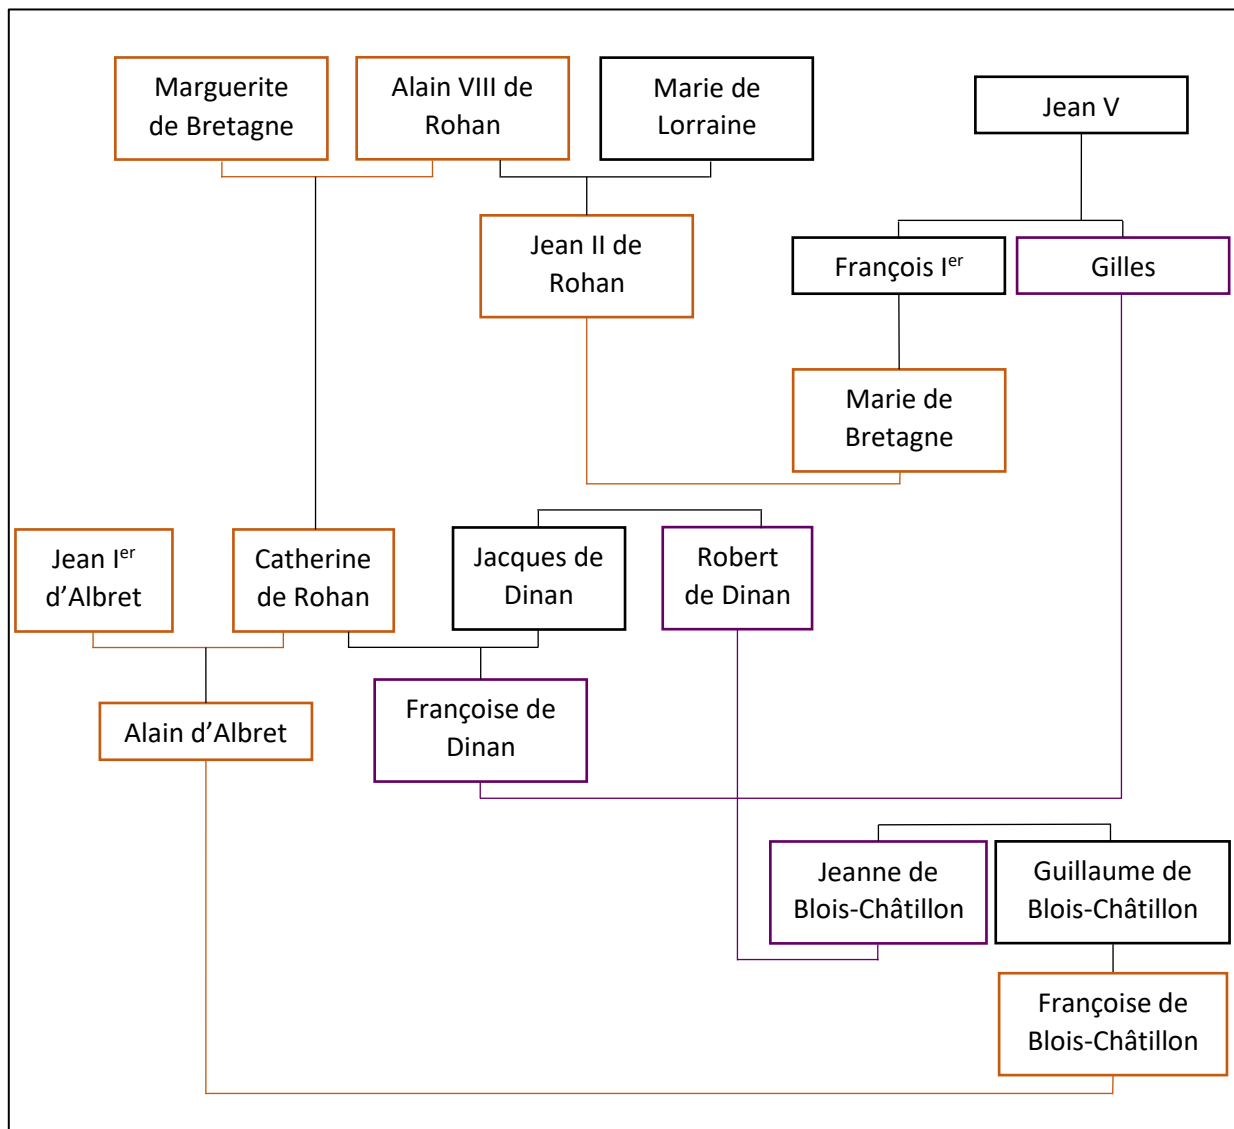 Marguerite
de Bretagne
Alain VIII de
Rohan
Marie de
Lorraine
Jean V
Jean II de
Rohan
François Iᵉʳ
Gilles
Marie de
Bretagne
Jean Iᵉʳ
d’Albret
Catherine
de Rohan
Jacques de
Dinan
Robert
de Dinan
Alain d’Albret
Françoise de
Dinan
Jeanne de
Blois-Châtillon
Guillaume de
Blois-Châtillon
Françoise de
Blois-Châtillon